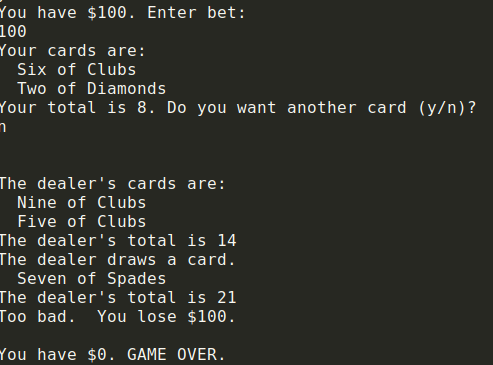 You have $100. Enter bet:
100
Your cards are:
  Six of Clubs
  Two of Diamonds
Your total is 8. Do you want another card (y/n)?
n
The dealer's cards are:
  Nine of Clubs
  Five of Clubs
The dealer's total is 14
The dealer draws a card.
  Seven of Spades
The dealer's total is 21
Too bad.  You lose $100.
You have $0. GAME OVER.